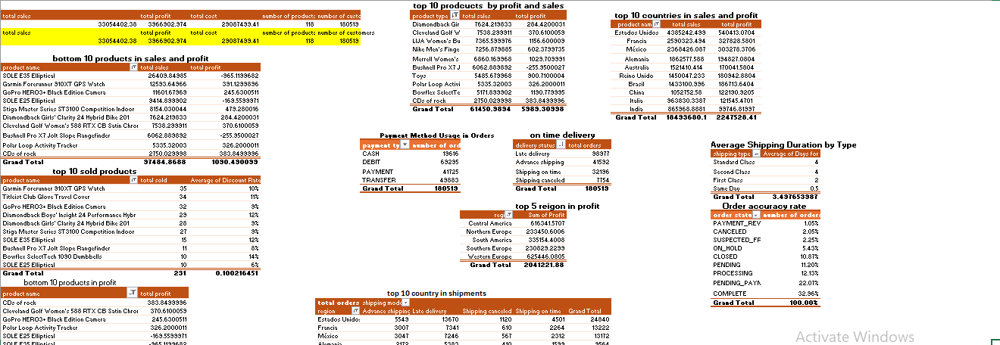 total sales total profit total cost number of products number of custo
33054402.38 3966902.974 29087499.41 118 180519
total sales total profit total cost number of products number of customers
33054402.38 3966902.974 29087499.41 118 180519
bottom 10 products in sales and profit
product name total sales total profit
SOLE E35 Elliptical 26409.84985 -965.1199682
Garmin Forerunner 910XT GPS Watch 12593.64966 391.1299896
GoPro HERO3+ Black Edition Camera 11601.67969 245.6300511
SOLE E25 Elliptical 9414.899902 -169.5599971
Stiga Master Series ST3100 Competition Indoor 8154.030044 479.280016
Diamondback Girls' Clarity 24 Hybrid Bike 201 7624.219833 284.4200031
Cleveland Golf Women's 588 RTX CB Satin Chror 7538.299911 370.6100059
Bushnell Pro X7 Jolt Slope Rangefinder 6062.889892 -255.9500027
Polar Loop Activity Tracker 5335.32003 326.2000011
CDs of rock 2750.029998 383.8499996
Grand Total 97484.8688 1090.490099
top 10 sold products
product name total sold Average of Discount Rate
Garmin Forerunner 910XT GPS Watch 35 10%
Titleist Club Glove Travel Cover 34 11%
GoPro HERO3+ Black Edition Camera 32 9%
Diamondback Boys' Insight 24 Performance Hybr 29 12%
Diamondback Girls' Clarity 24 Hybrid Bike 201 28 9%
Stiga Master Series ST3100 Competition Indoor 27 9%
SOLE E35 Elliptical 15 12%
Bushnell Pro X7 Jolt Slope Rangefinder 11 8%
Bowflex SelectTech 1090 Dumbbells 10 14%
SOLE E25 Elliptical 10 6%
Grand Total 231 0.100216451
bottom 10 products in profit
product name total profit
CDs of rock 383.8499996
Cleveland Golf Women's 588 RTX CB Satin Chror 370.6100059
GoPro HERO3+ Black Edition Camera 245.6300511
Polar Loop Activity Tracker 326.2000011
SOLE E25 Elliptical -169.5599971
SOLE E35 Elliptical -965.1199682
top 10 prodcucts by profit and sales
product type total sales total profit
Diamondback Gir 7624.219833 284.4200031
Cleveland Golf W 7538.299911 370.6100059
LIJA Women's Bu 7365.599976 1156.600009
Nike Men's Finge 7256.879885 602.3799735
Merrell Women's 6860.169968 1029.709991
Bushnell Pro X7 J 6062.889892 -255.9500027
Toys 5485.679968 900.7100004
Polar Loop Activi 5335.32003 326.2000011
Bowflex SelectTe 5171.899902 1190.779995
CDs of rock 2750.029998 383.8499996
Grand Total 61450.9894 5989.30998
top 10 countries in sales and profit
product nam total sales total profit
Estados Unidos 4385242.499 540413.0704
Francia 2590323.494 327828.5801
México 2368426.087 303278.3706
Alemania 1862577.588 194827.0804
Australia 1521410.414 170041.5804
Reino Unido 1450047.233 180942.8804
Brasil 1433100.996 186713.6404
China 1052752.58 122190.9205
Italia 963830.3387 121545.4701
India 865968.8881 99746.81997
Grand Total 18493680.1 2247528.41
Payment Method Usage in Orders
payment ty number of ord
CASH 19616
DEBIT 69295
PAYMENT 41725
TRANSFER 49883
Grand Total 180519
on time delivery
delivery status total orders
Late delivery 98977
Advance shipping 41592
Shipping on time 32196
Shipping canceled 7754
Grand Total 180519
Average Shipping Duration by Type
shipping type Average of Days for
Standard Class 4
Second Class 4
First Class 2
Same Day 0.5
Grand Total 3.497653987
top 5 reigon in profit
regi Sum of Profit
Central America 616341.5707
Northern Europe 233450.6006
South America 335154.4008
Southern Europe 230829.2299
Western Europe 625446.0805
Grand Total 2041221.88
Order accuracy rate
order statu number of orders
PAYMENT_REV 1.05%
CANCELED 2.05%
SUSPECTED_FF 2.25%
ON_HOLD 5.43%
CLOSED 10.87%
PENDING 11.20%
PROCESSING 12.13%
PENDING_PAYN 22.07%
COMPLETE 32.96%
Grand Total 100.00%
top 10 country in shipments
total orders shipping mode
region Advance shipping Late delivery Shipping canceled Shipping on time Grand Total
Estados Unido: 5549 13670 1120 4501 24840
Francia 3007 7341 610 2264 13222
México 3047 7246 567 2312 13172
Alemania 2172 5383 410 1599 9564
Activate Windows